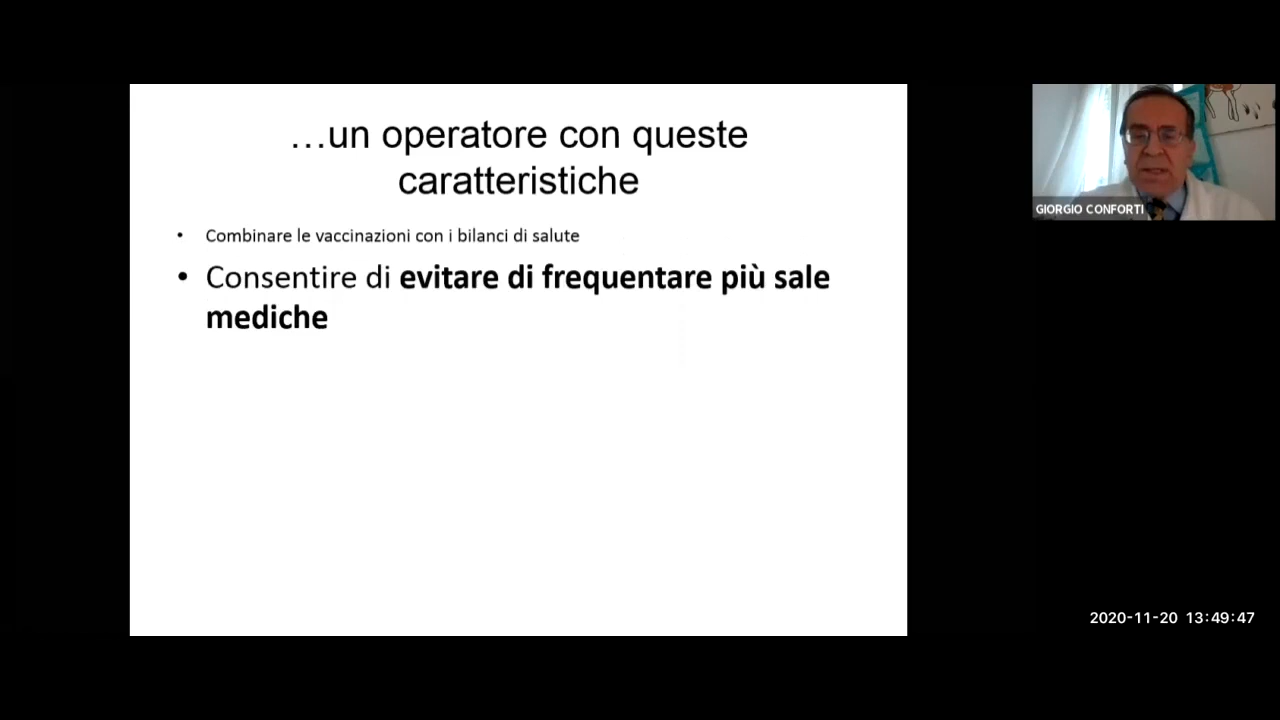 …un operatore con queste
caratteristiche
• Combinare le vaccinazioni con i bilanci di salute
• Consentire di evitare di frequentare più sale
mediche
GIORGIO CONFORTI
2020-11-20 13:49:47